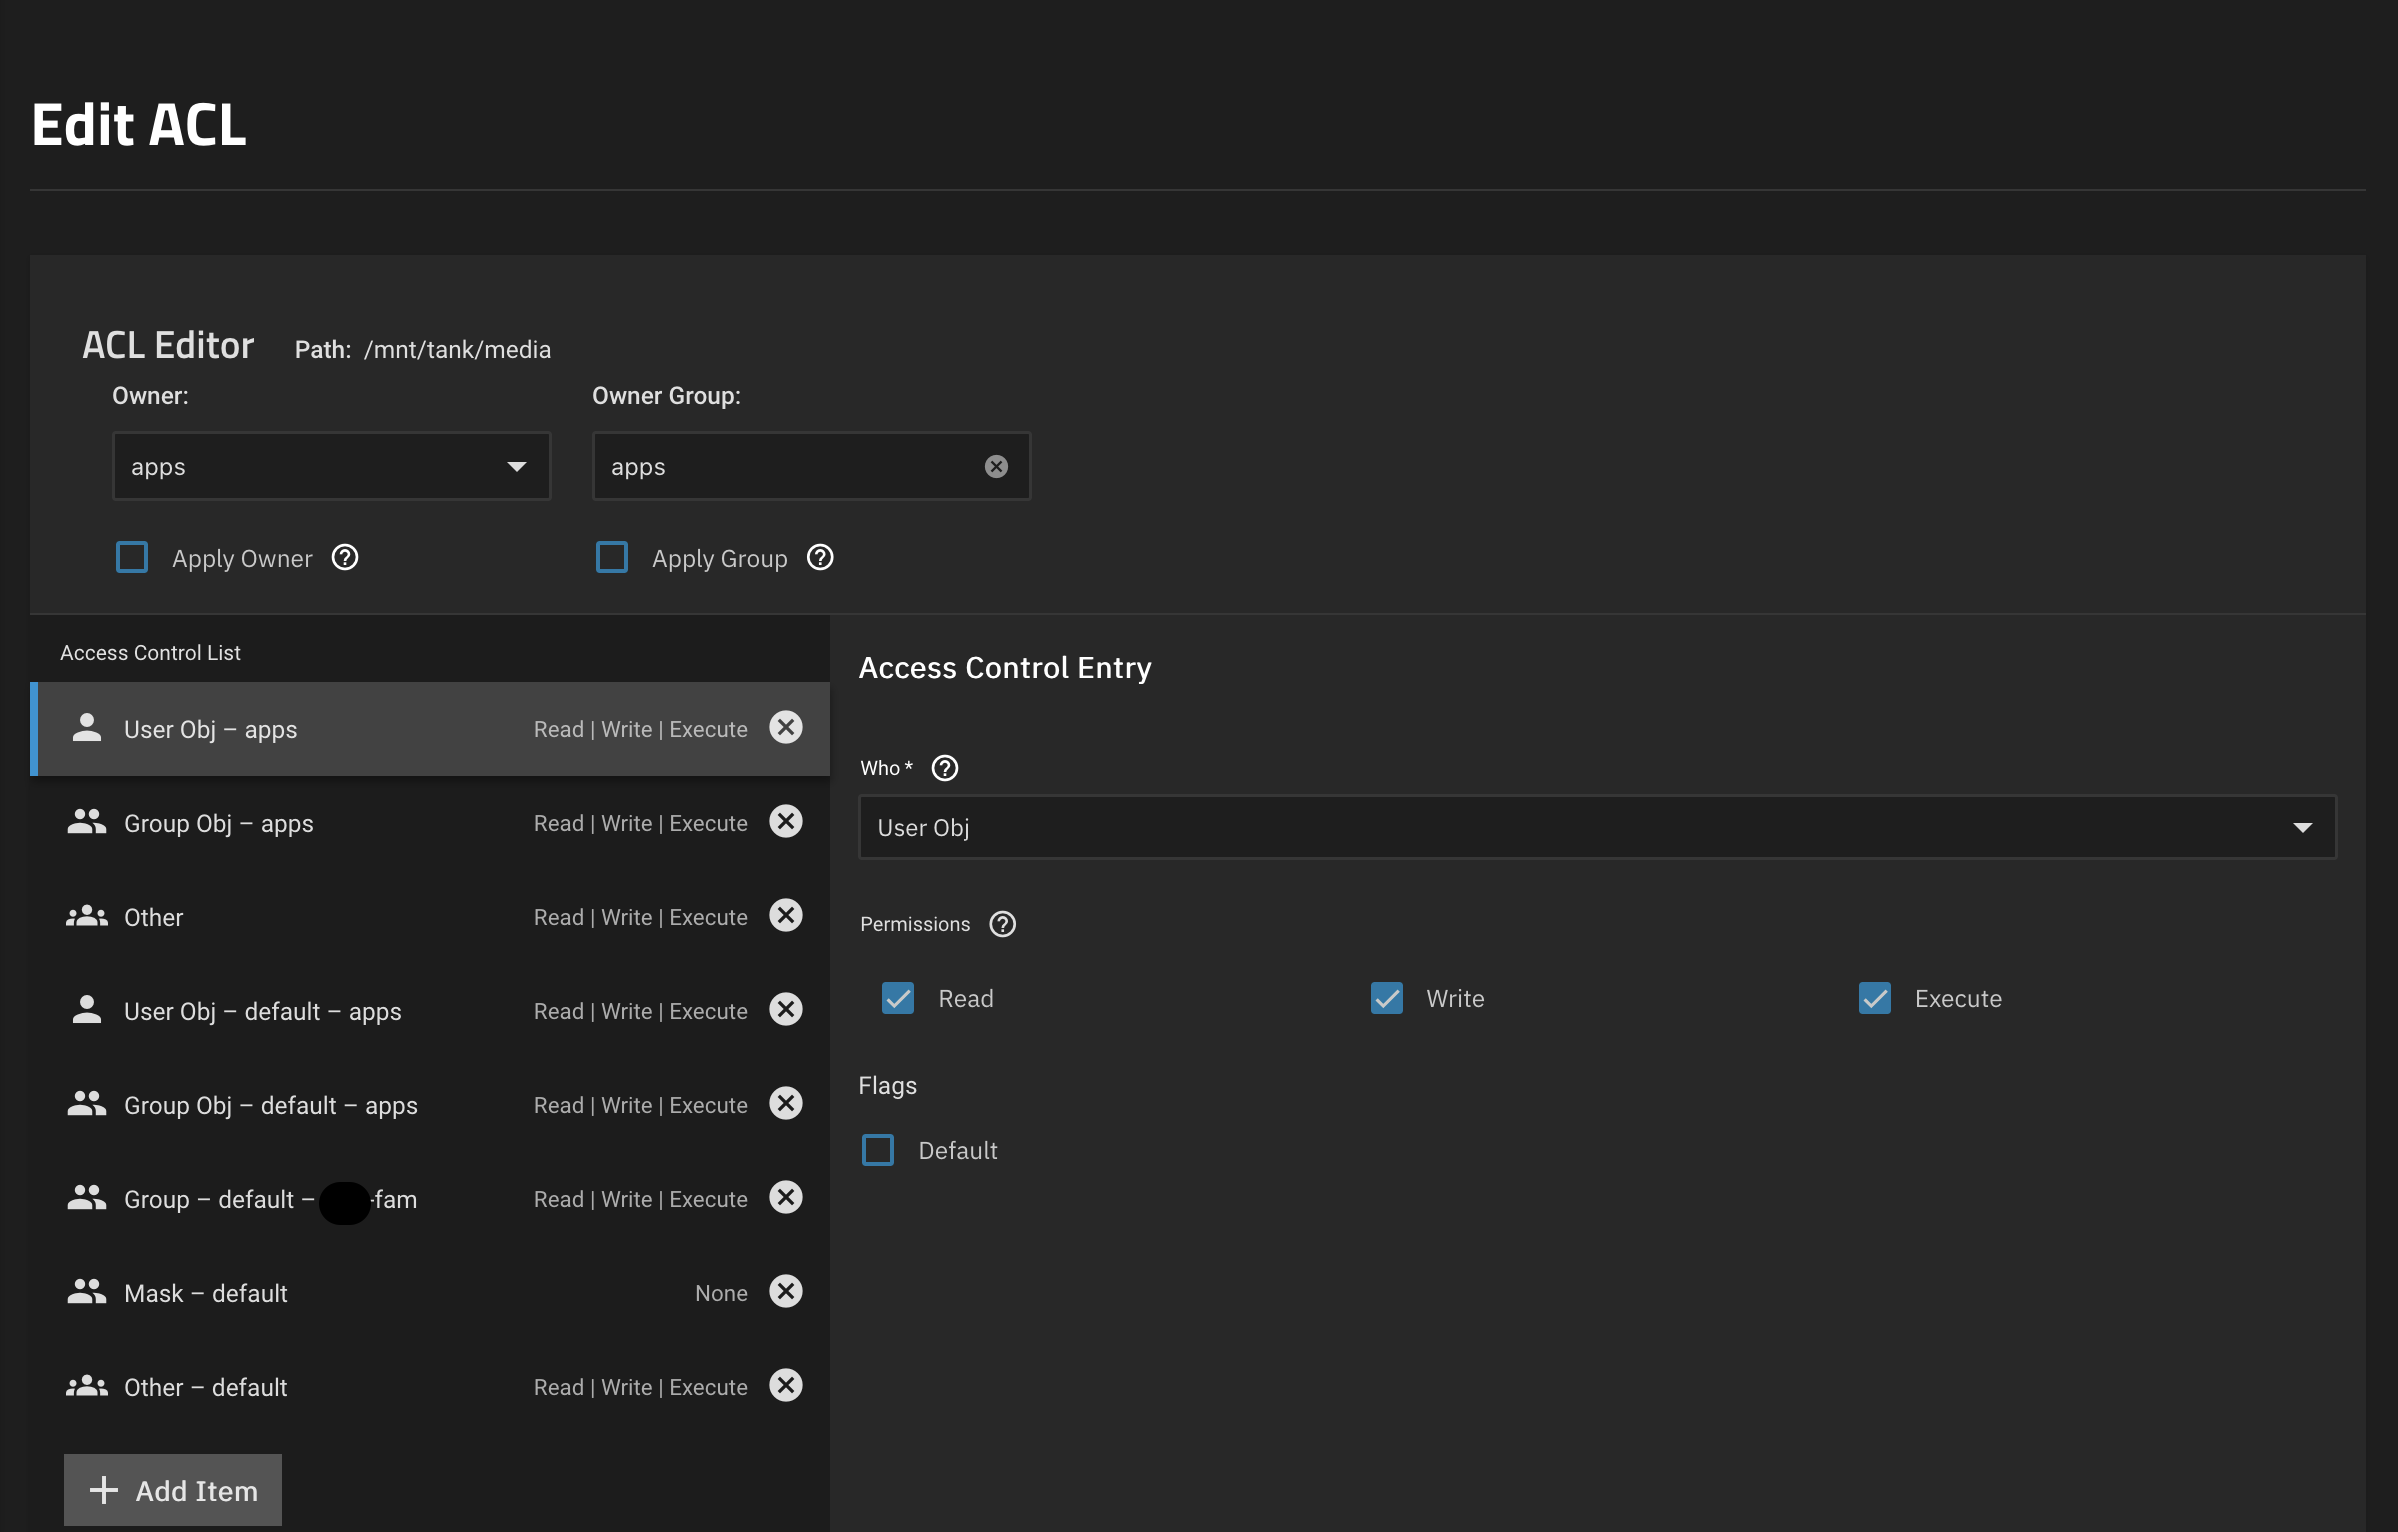 Edit ACL
ACL Editor Path: /mnt/tank/media
Owner: Owner Group:
apps apps
Apply Owner Apply Group
Access Control List
User Obj – apps Read | Write | Execute
Group Obj – apps Read | Write | Execute
Other Read | Write | Execute
User Obj – default – apps Read | Write | Execute
Group Obj – default – apps Read | Write | Execute
Group – default – -fam Read | Write | Execute
Mask – default None
Other – default Read | Write | Execute
Add Item
Access Control Entry
Who *
User Obj
Permissions
Read Write Execute
Flags
Default